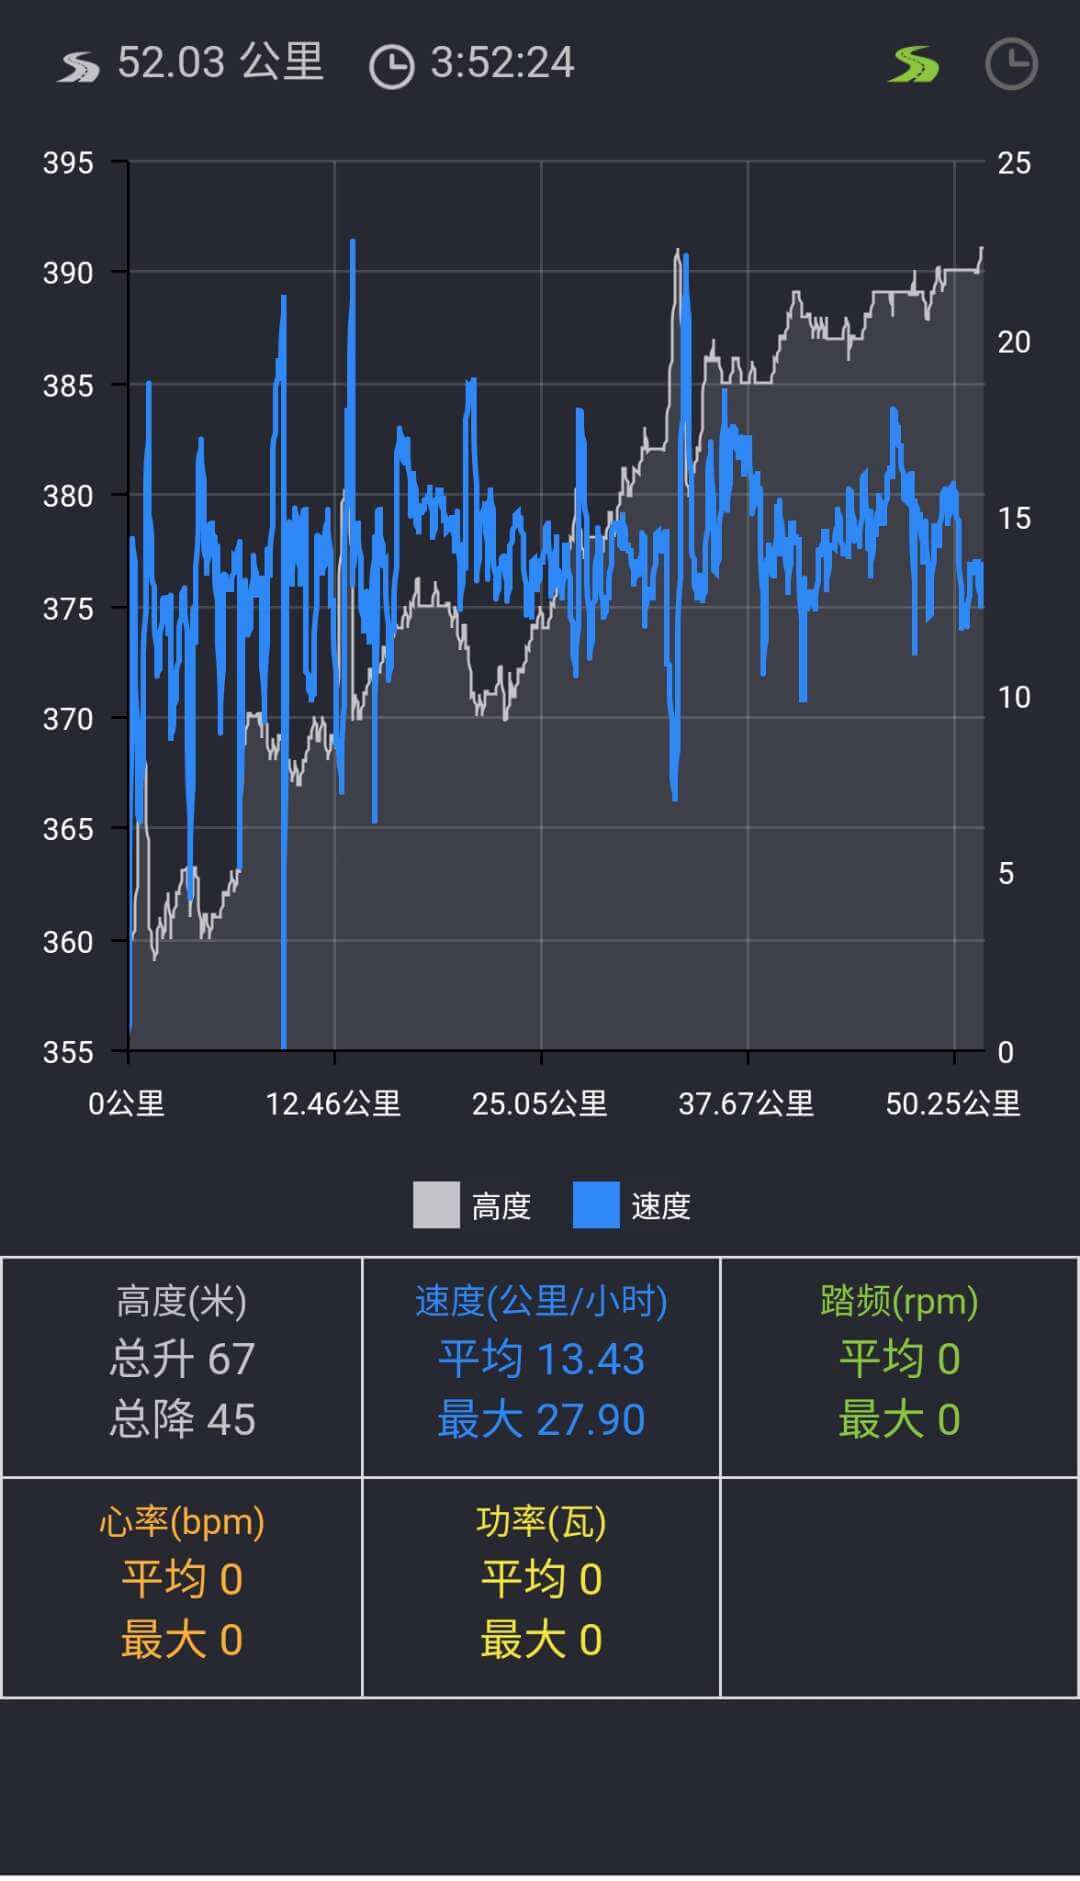 52.03 公里 3:52:24
395 25
390
385 20
380 15
375
370 10
365
360 5
355 0
0公里 12.46公里 25.05公里 37.67公里 50.25公里
高度 速度
高度(米)
总升 67
总降 45
速度(公里/小时)
平均 13.43
最大 27.90
踏频(rpm)
平均 0
最大 0
心率(bpm)
平均 0
最大 0
功率(瓦)
平均 0
最大 0